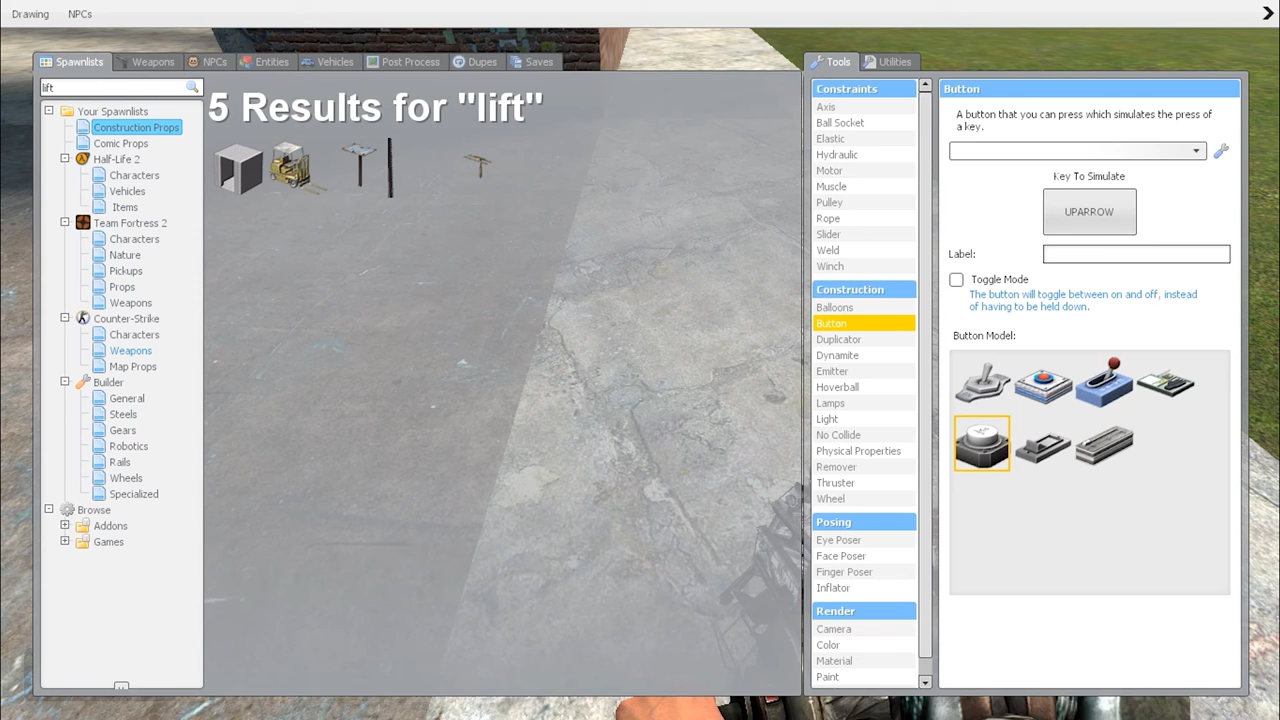 Drawing NPCs
Spawnlists Weapons NPCs Entities Vehicles Post Process Dupes Saves
lift
Your Spawnlists
Construction Props
Comic Props
Half-Life 2
Characters
Vehicles
Items
Team Fortress 2
Characters
Nature
Pickups
Props
Weapons
Counter-Strike
Characters
Weapons
Map Props
Builder
General
Steels
Gears
Robotics
Rails
Wheels
Specialized
Browse
Addons
Games
5 Results for "lift"
Tools Utilities
Constraints
Axis
Ball Socket
Elastic
Hydraulic
Motor
Muscle
Pulley
Rope
Slider
Weld
Winch
Construction
Balloons
Button
Duplicator
Dynamite
Emitter
Hoverball
Lamps
Light
No Collide
Physical Properties
Remover
Thruster
Wheel
Posing
Eye Poser
Face Poser
Finger Poser
Inflator
Render
Camera
Color
Material
Paint
Button
A button that you can press which simulates the press of
a key.
Key To Simulate
UPARROW
Label:
Toggle Mode
The button will toggle between on and off, instead
of having to be held down.
Button Model: